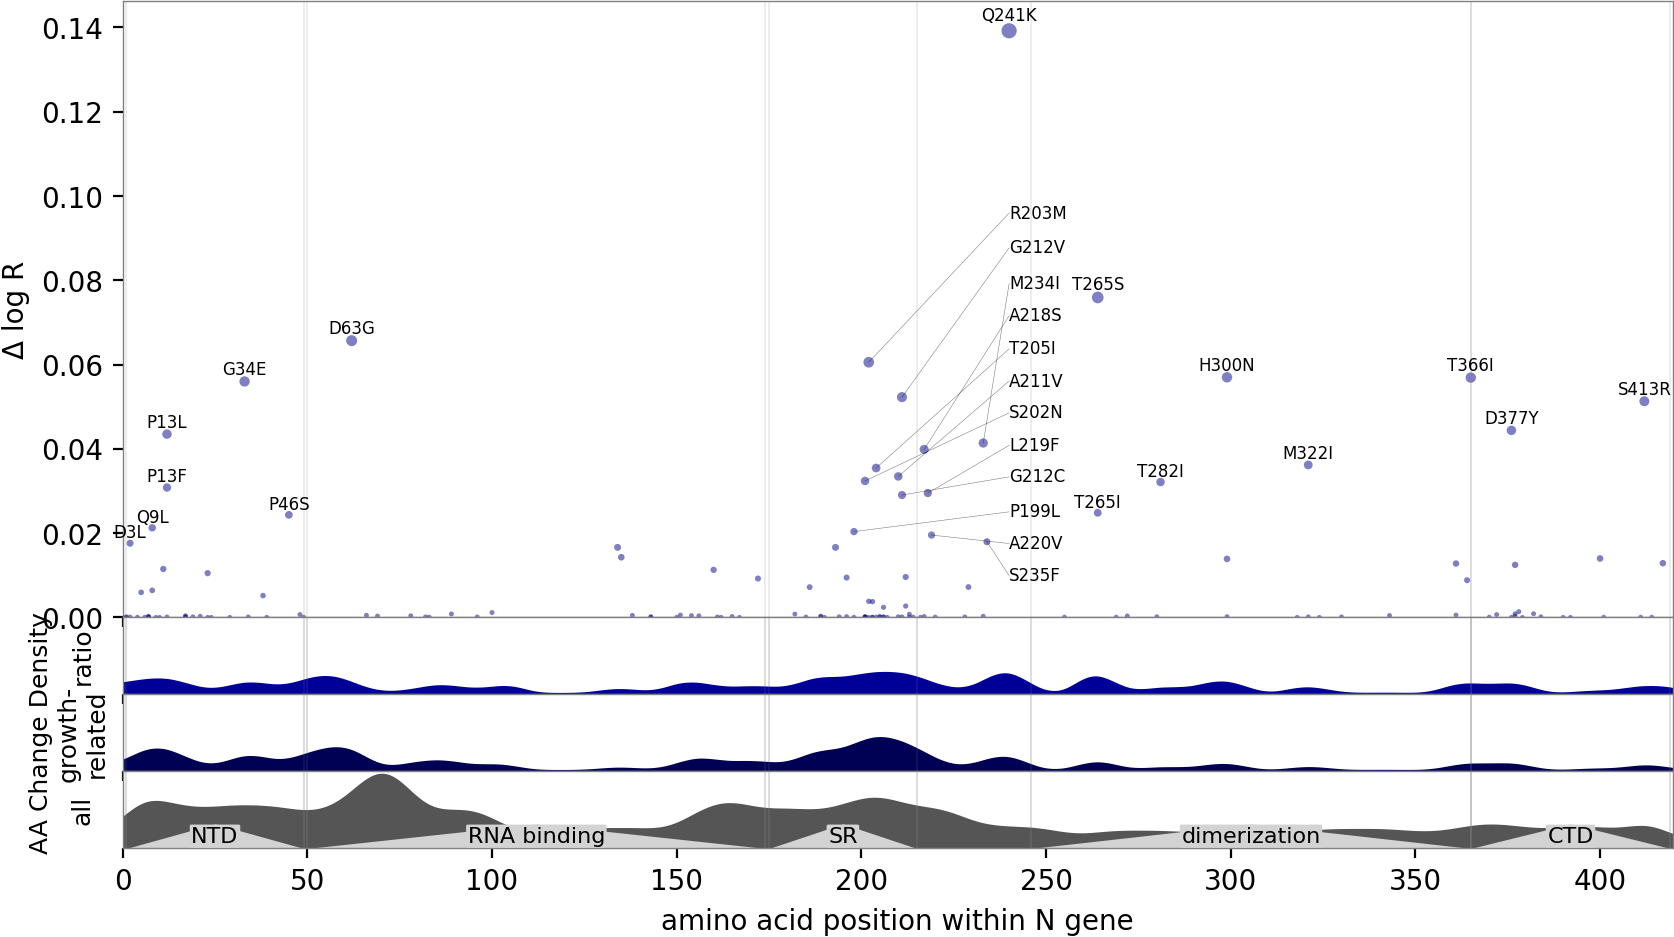 Q241K
0.14
0.12
0.10
0.08
0.06
0.04
0.02
0.00
Δ log R
R203M
G212V
M234I T265S
A218S
D63G
T205I
G34E
H300N
T366I
A211V
S413R
P13L
S202N
D377Y
L219F
M322I
P13F
G212C
T282I
P46S
T265I
Q9L
P199L
D3L
A220V
S235F
AA Change Density
ratio
growth-
related
all
NTD
RNA binding
SR
dimerization
CTD
0 50 100 150 200 250 300 350 400
amino acid position within N gene